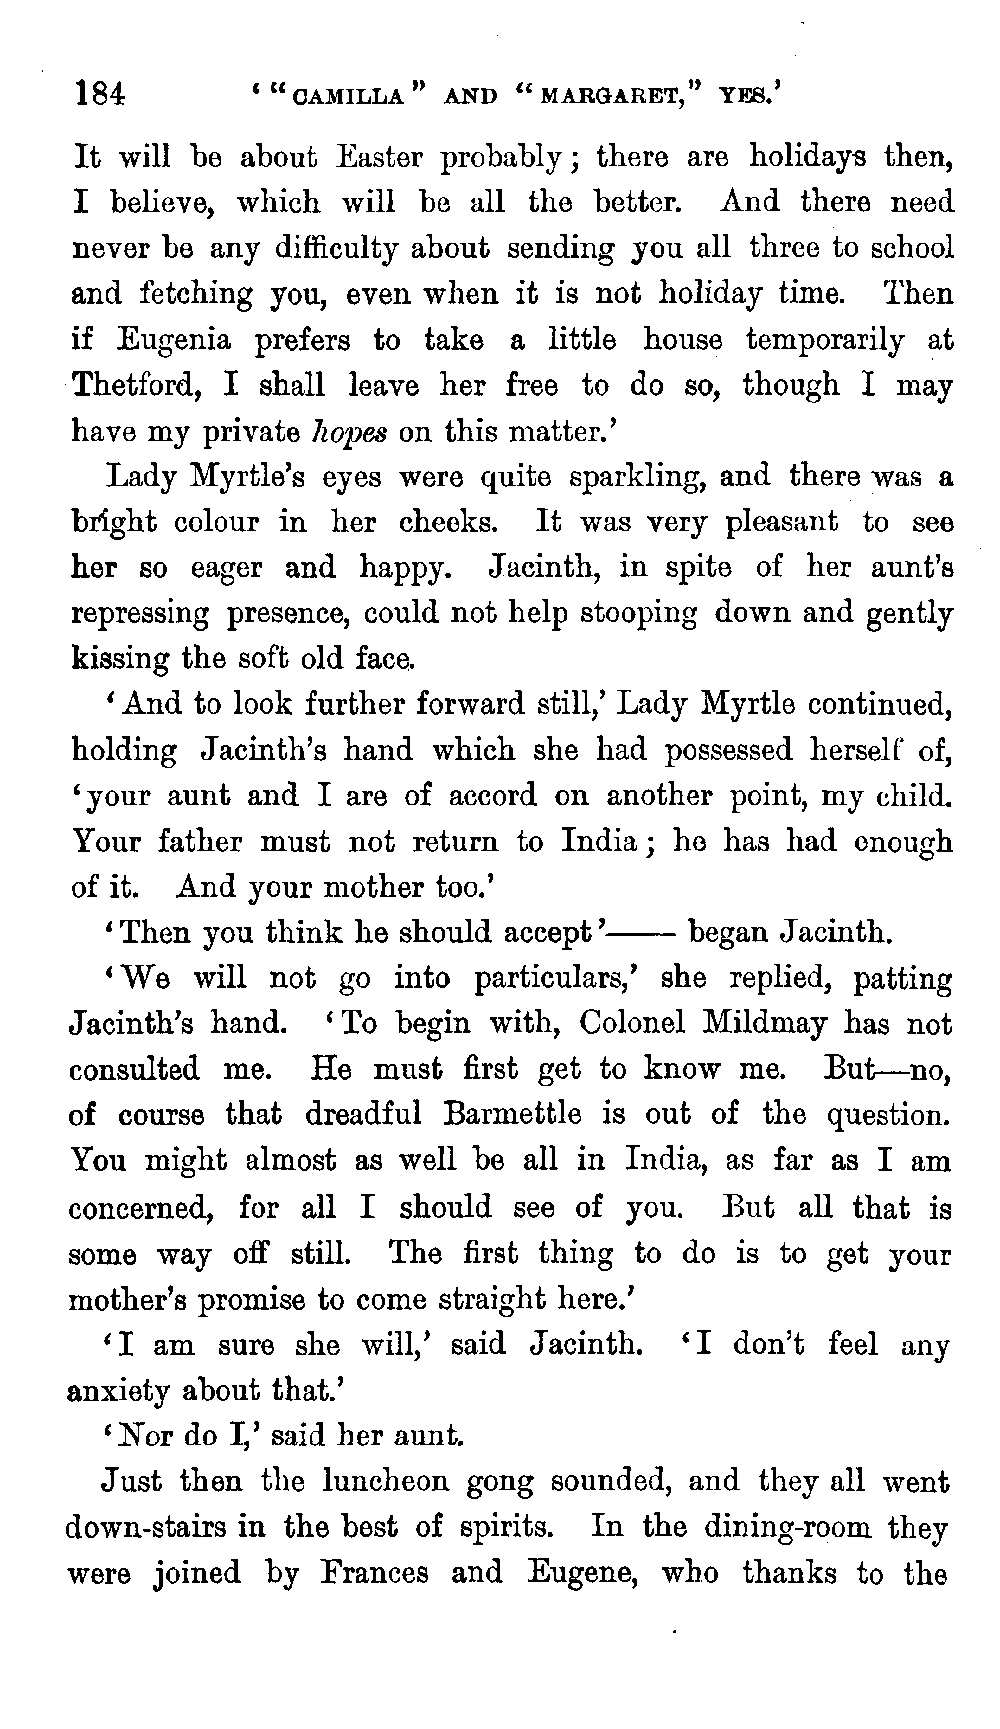 184 ‘ “CAMILLA” AND “MARGARET,” YES.’
It will be about Easter probably; there are holidays then,
I believe, which will be all the better. And there need
never be any difficulty about sending you all three to school
and fetching you, even when it is not holiday time. Then
if Eugenia prefers to take a little house temporarily at
Thetford, I shall leave her free to do so, though I may
have my private hopes on this matter.’
Lady Myrtle’s eyes were quite sparkling, and there was a
bright colour in her cheeks. It was very pleasant to see
her so eager and happy. Jacinth, in spite of her aunt’s
repressing presence, could not help stooping down and gently
kissing the soft old face.
‘And to look further forward still,’ Lady Myrtle continued,
holding Jacinth’s hand which she had possessed herself of,
‘your aunt and I are of accord on another point, my child.
Your father must not return to India; he has had enough
of it. And your mother too.’
‘Then you think he should accept’—— began Jacinth.
‘We will not go into particulars,’ she replied, patting
Jacinth’s hand. ‘To begin with, Colonel Mildmay has not
consulted me. He must first get to know me. But—no,
of course that dreadful Barmettle is out of the question.
You might almost as well be all in India, as far as I am
concerned, for all I should see of you. But all that is
some way off still. The first thing to do is to get your
mother’s promise to come straight here.’
‘I am sure she will,’ said Jacinth. ‘I don’t feel any
anxiety about that.’
‘Nor do I,’ said her aunt.
Just then the luncheon gong sounded, and they all went
down-stairs in the best of spirits. In the dining-room they
were joined by Frances and Eugene, who thanks to the